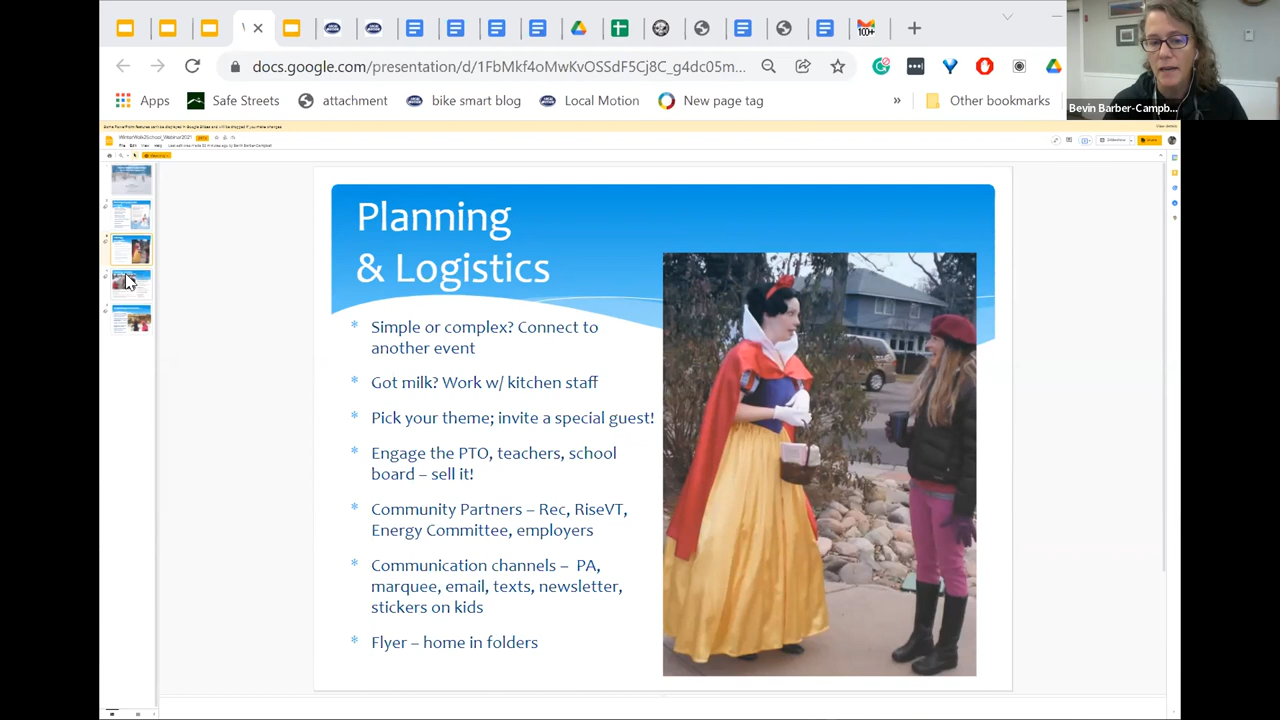 100+
docs.google.com/presentation/d/1FbMkf4oMwKvOSSdF5Cj8C_g4dc05m...
Apps
Safe Streets
attachment
bike smart blog
Local Motion
New page tag
»
Other bookmarks
Bevin Barber-Campb...
WinterWalk2School_Webinar2021
Planning
& Logistics
* Simple or complex? Connect to
another event
* Got milk? Work w/ kitchen staff
* Pick your theme; invite a special guest!
* Engage the PTO, teachers, school
board – sell it!
* Community Partners – Rec, RiseVT,
Energy Committee, employers
* Communication channels – PA,
marquee, email, texts, newsletter,
stickers on kids
* Flyer – home in folders